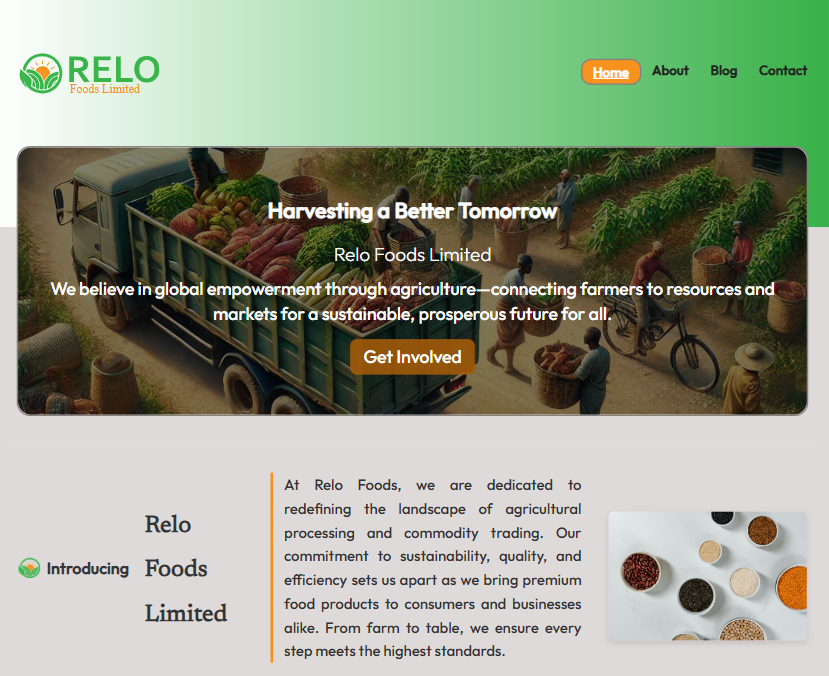 RELO
Foods Limited
Home About Blog Contact
Harvesting a Better Tomorrow
Relo Foods Limited
We believe in global empowerment through agriculture—connecting farmers to resources and
markets for a sustainable, prosperous future for all.
Get Involved
Introducing
Relo
Foods
Limited
At Relo Foods, we are dedicated to
redefining the landscape of agricultural
processing and commodity trading. Our
commitment to sustainability, quality, and
efficiency sets us apart as we bring premium
food products to consumers and businesses
alike. From farm to table, we ensure every
step meets the highest standards.